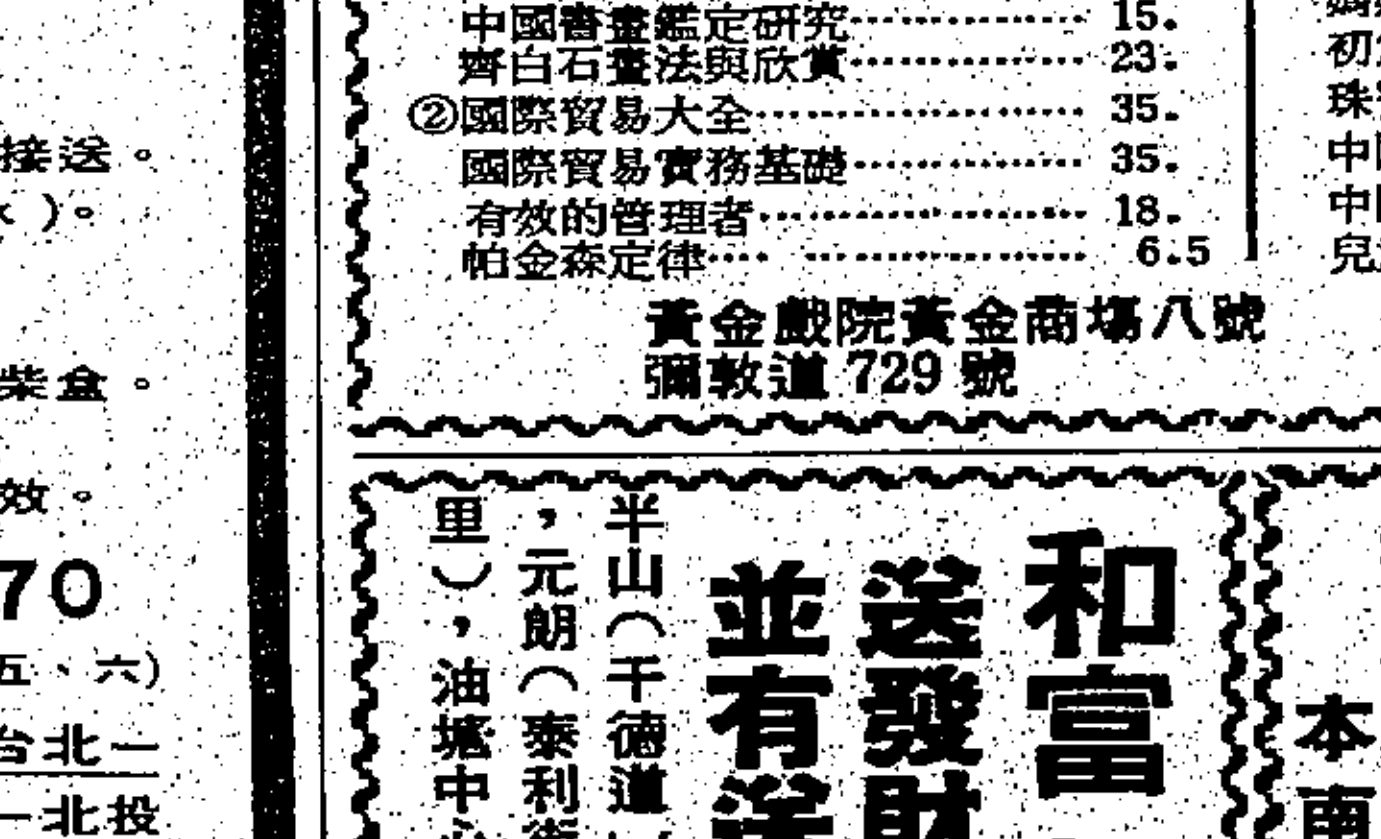 中國書畫鑑定研究 15.
齊白石畫法與欣賞 23.
②國際貿易大全 35.
國際貿易實務基礎 35.
有效的管理者 18.
帕金森定律 6.5
黃金戲院黃金商場八號
彌敦道 729 號
初
珠
中
中
兒
接送。
)。
柴盒。
效。
70
五、六)
台北一
一北投
和富
送發財
並有送
半山(千德道
,元朗(泰利
里),油塘中心
本
南